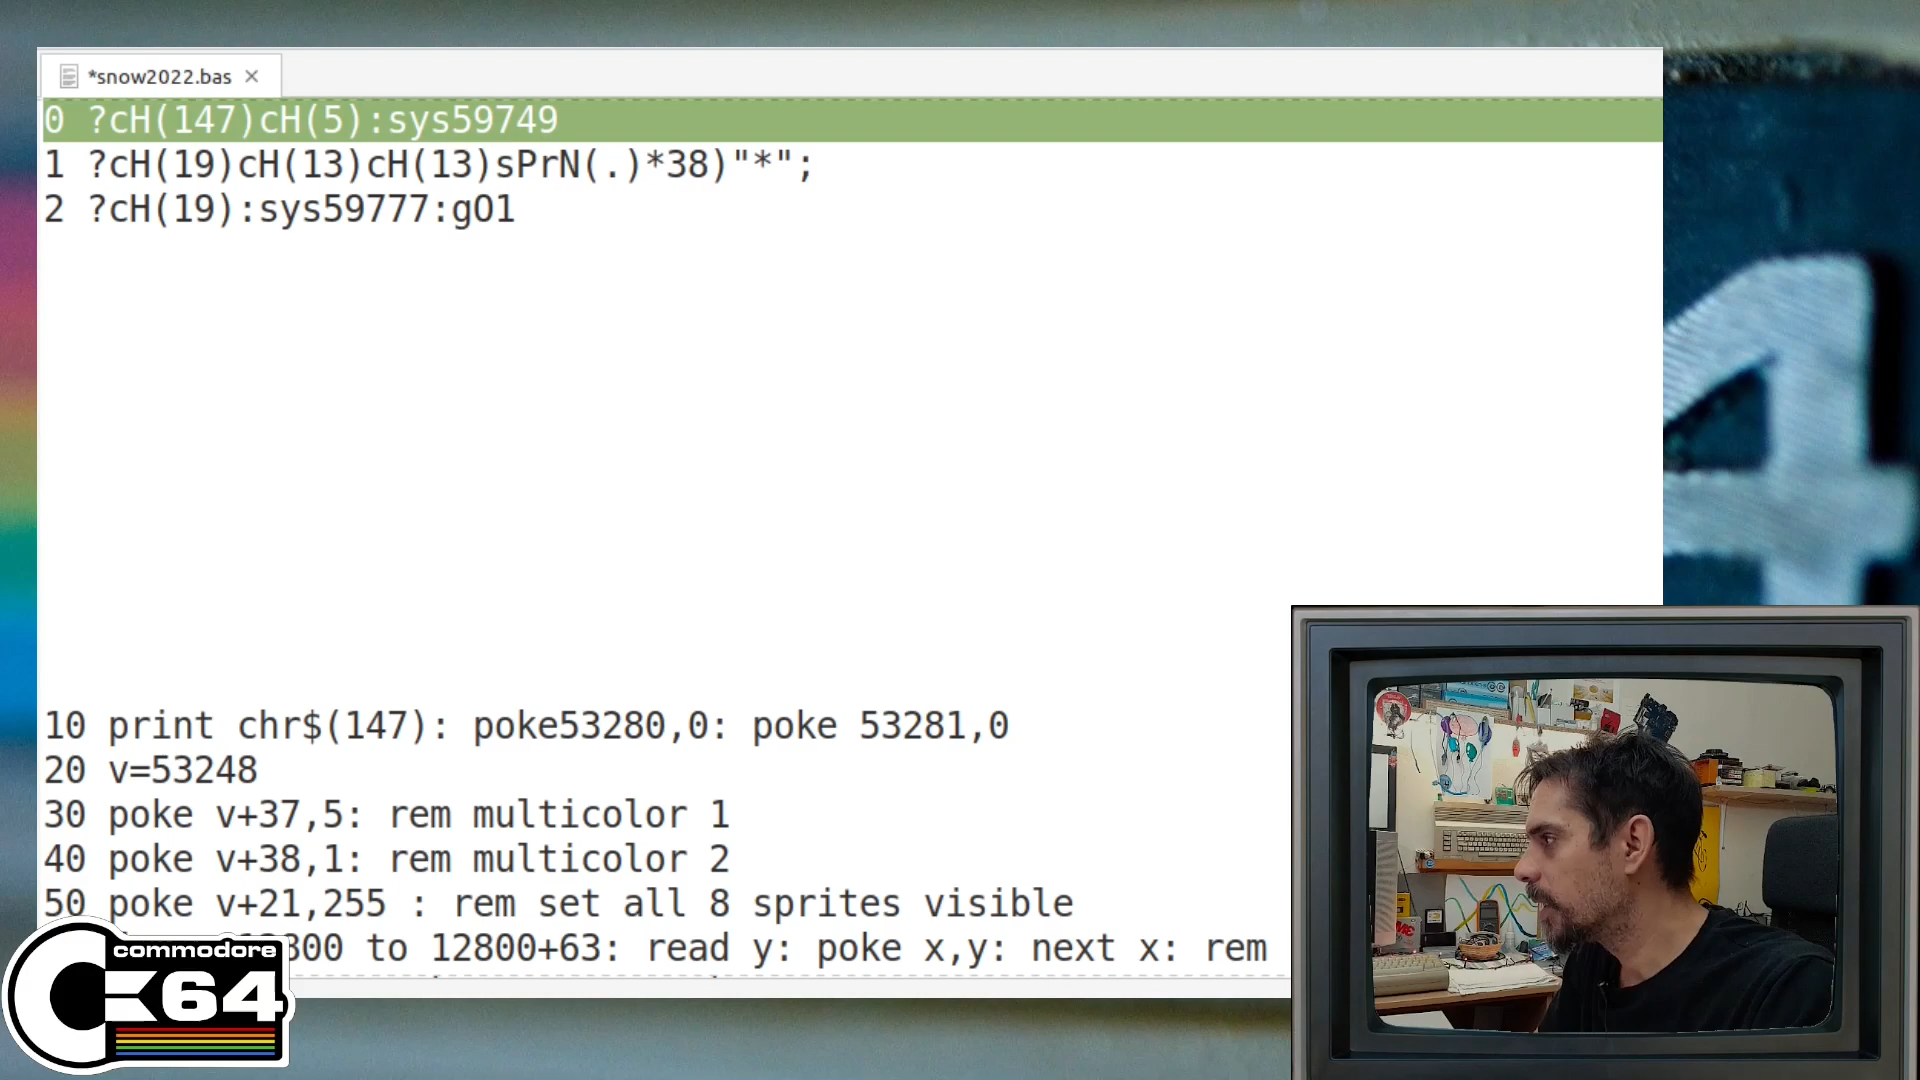 *snow2022.bas
0 ?cH(147)cH(5):sys59749
1 ?cH(19)cH(13)cH(13)sPrN(.)*38)"*";
2 ?cH(19):sys59777:gO1
10 print chr$(147): poke53280,0: poke 53281,0
20 v=53248
30 poke v+37,5: rem multicolor 1
40 poke v+38,1: rem multicolor 2
50 poke v+21,255 : rem set all 8 sprites visible
to 12800+63: read y: poke x,y: next x: rem
commodore
64
4